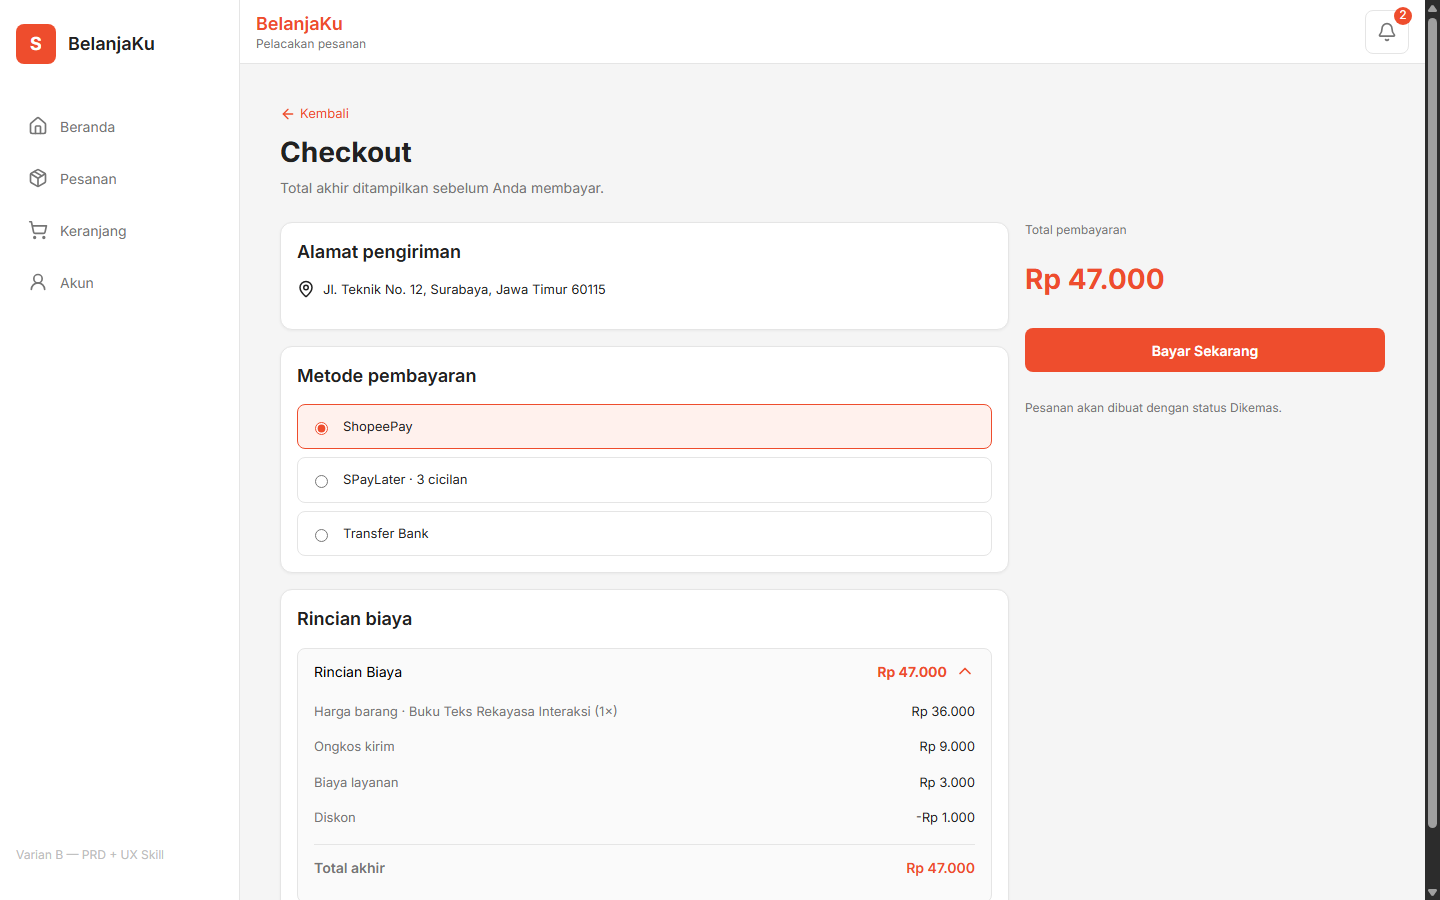 S
BelanjaKu
Beranda
Pesanan
Keranjang
Akun
Varian B — PRD + UX Skill
BelanjaKu
Pelacakan pesanan
2
Kembali
Checkout
Total akhir ditampilkan sebelum Anda membayar.
Alamat pengiriman
Jl. Teknik No. 12, Surabaya, Jawa Timur 60115
Metode pembayaran
ShopeePay
SPayLater · 3 cicilan
Transfer Bank
Rincian biaya
Rincian Biaya Rp 47.000
Harga barang · Buku Teks Rekayasa Interaksi (1×) Rp 36.000
Ongkos kirim Rp 9.000
Biaya layanan Rp 3.000
Diskon -Rp 1.000
Total akhir Rp 47.000
Total pembayaran
Rp 47.000
Bayar Sekarang
Pesanan akan dibuat dengan status Dikemas.